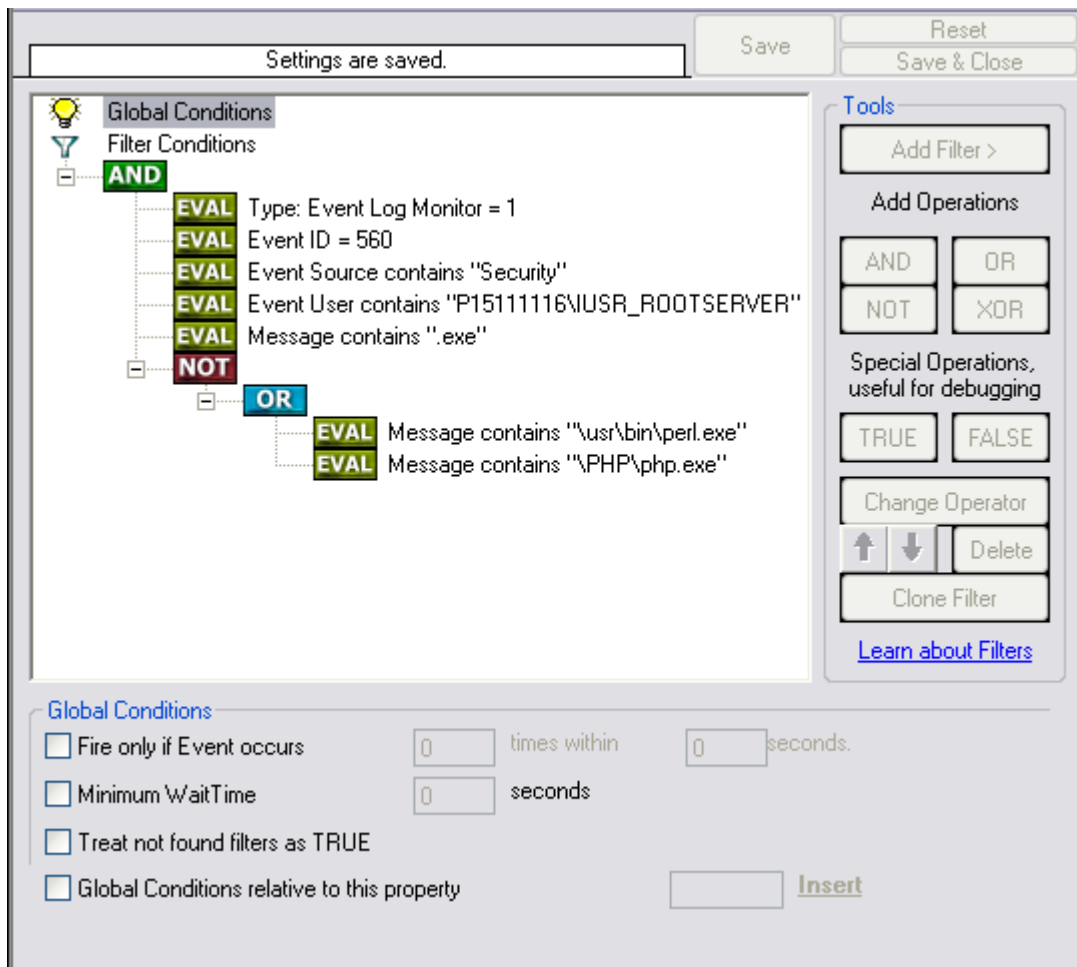 Settings are saved.
Save
Reset
Save & Close
Global Conditions
Filter Conditions
AND
EVAL Type: Event Log Monitor = 1
EVAL Event ID = 560
EVAL Event Source contains "Security"
EVAL Event User contains "P15111116\IUSR_ROOTSERVER"
EVAL Message contains ".exe"
NOT
OR
EVAL Message contains "\usr\bin\perl.exe"
EVAL Message contains "\PHP\php.exe"
Tools
Add Filter >
Add Operations
AND OR
NOT XOR
Special Operations,
useful for debugging
TRUE FALSE
Change Operator
Delete
Clone Filter
Learn about Filters
Global Conditions
Fire only if Event occurs 0 times within 0 seconds.
Minimum WaitTime 0 seconds
Treat not found filters as TRUE
Global Conditions relative to this property Insert